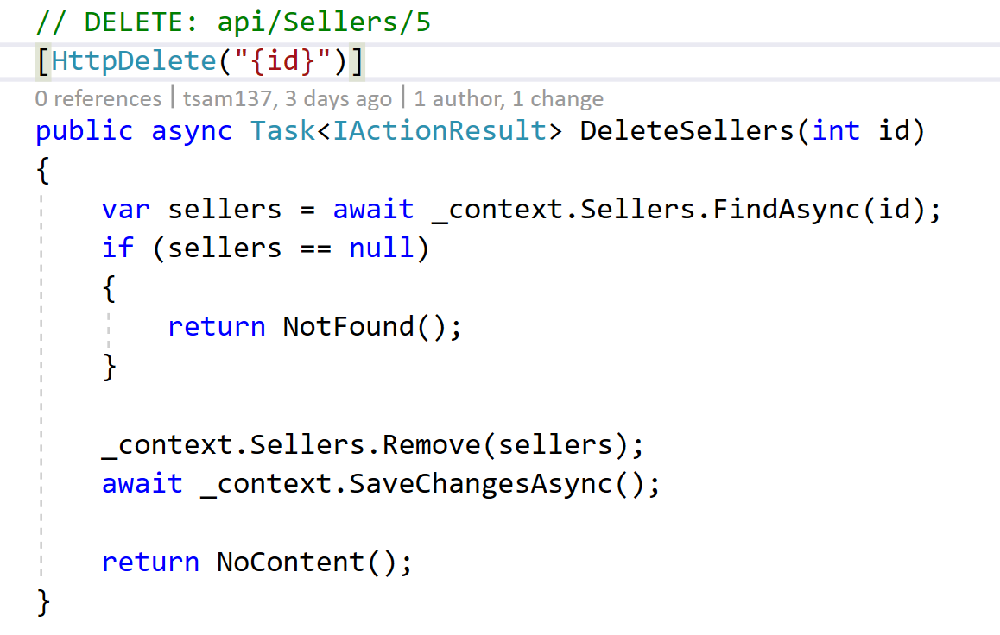 // DELETE: api/Sellers/5
[HttpDelete("{id}")]
0 references | tsam137, 3 days ago | 1 author, 1 change
public async Task<IActionResult> DeleteSellers(int id)
{
    var sellers = await _context.Sellers.FindAsync(id);
    if (sellers == null)
    {
        return NotFound();
    }

    _context.Sellers.Remove(sellers);
    await _context.SaveChangesAsync();

    return NoContent();
}